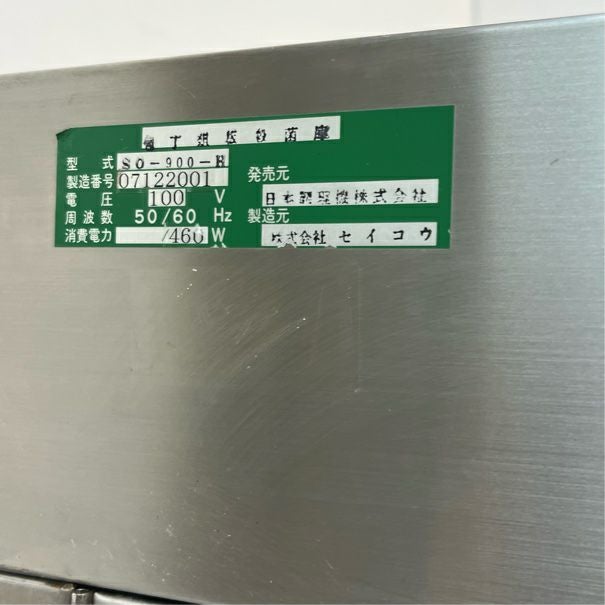 包丁俎板殺菌庫
型 式 SO-900-B
製造番号 07122001
電 圧 100 V
周波数 50/60 Hz
消費電力 /460 W
発売元 日本調理機株式会社
製造元 株式会社 セイコウ